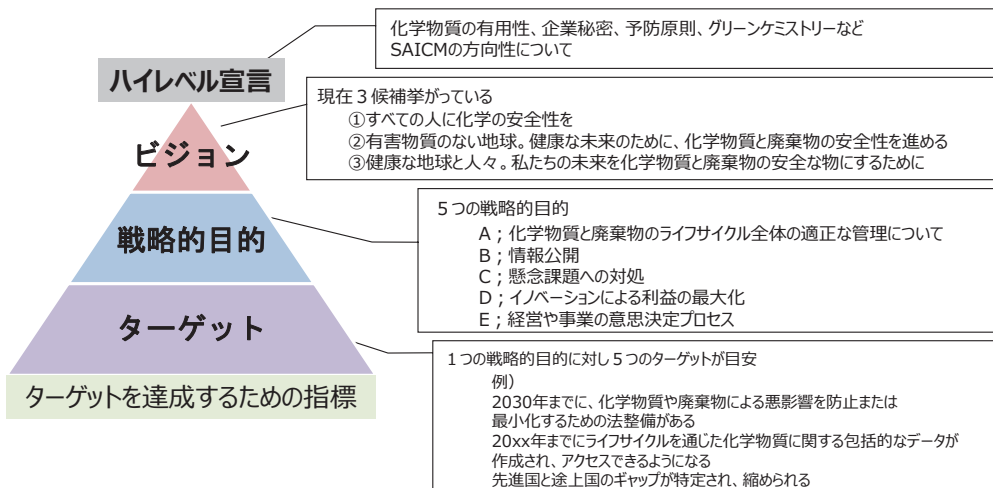 化学物質の有用性、企業秘密、予防原則、グリーンケミストリーなど
SAICMの方向性について
ハイレベル宣言
現在３候補挙がっている
①すべての人に化学の安全性を
②有害物質のない地球。健康な未来のために、化学物質と廃棄物の安全性を進める
③健康な地球と人々。私たちの未来を化学物質と廃棄物の安全な物にするために
ビジョン
５つの戦略的目的
A；化学物質と廃棄物のライフサイクル全体の適正な管理について
B；情報公開
C；懸念課題への対処
D；イノベーションによる利益の最大化
E；経営や事業の意思決定プロセス
戦略的目的
ターゲット
１つの戦略的目的に対し５つのターゲットが目安
例）
2030年までに、化学物質や廃棄物による悪影響を防止または
最小化するための法整備がある
20xx年までにライフサイクルを通じた化学物質に関する包括的なデータが
作成され、アクセスできるようになる
先進国と途上国のギャップが特定され、縮められる
ターゲットを達成するための指標